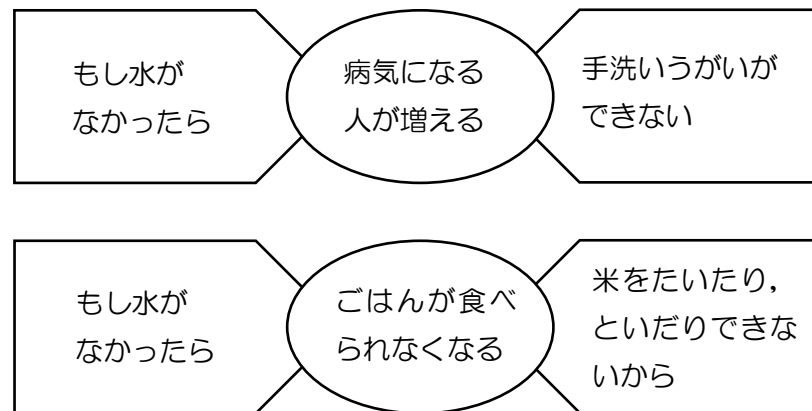 もし水が
なかったら
病気になる
人が増える
手洗いうがいが
できない
もし水が
なかったら
ごはんが食べ
られなくなる
米をたいたり，
といだりできな
いから